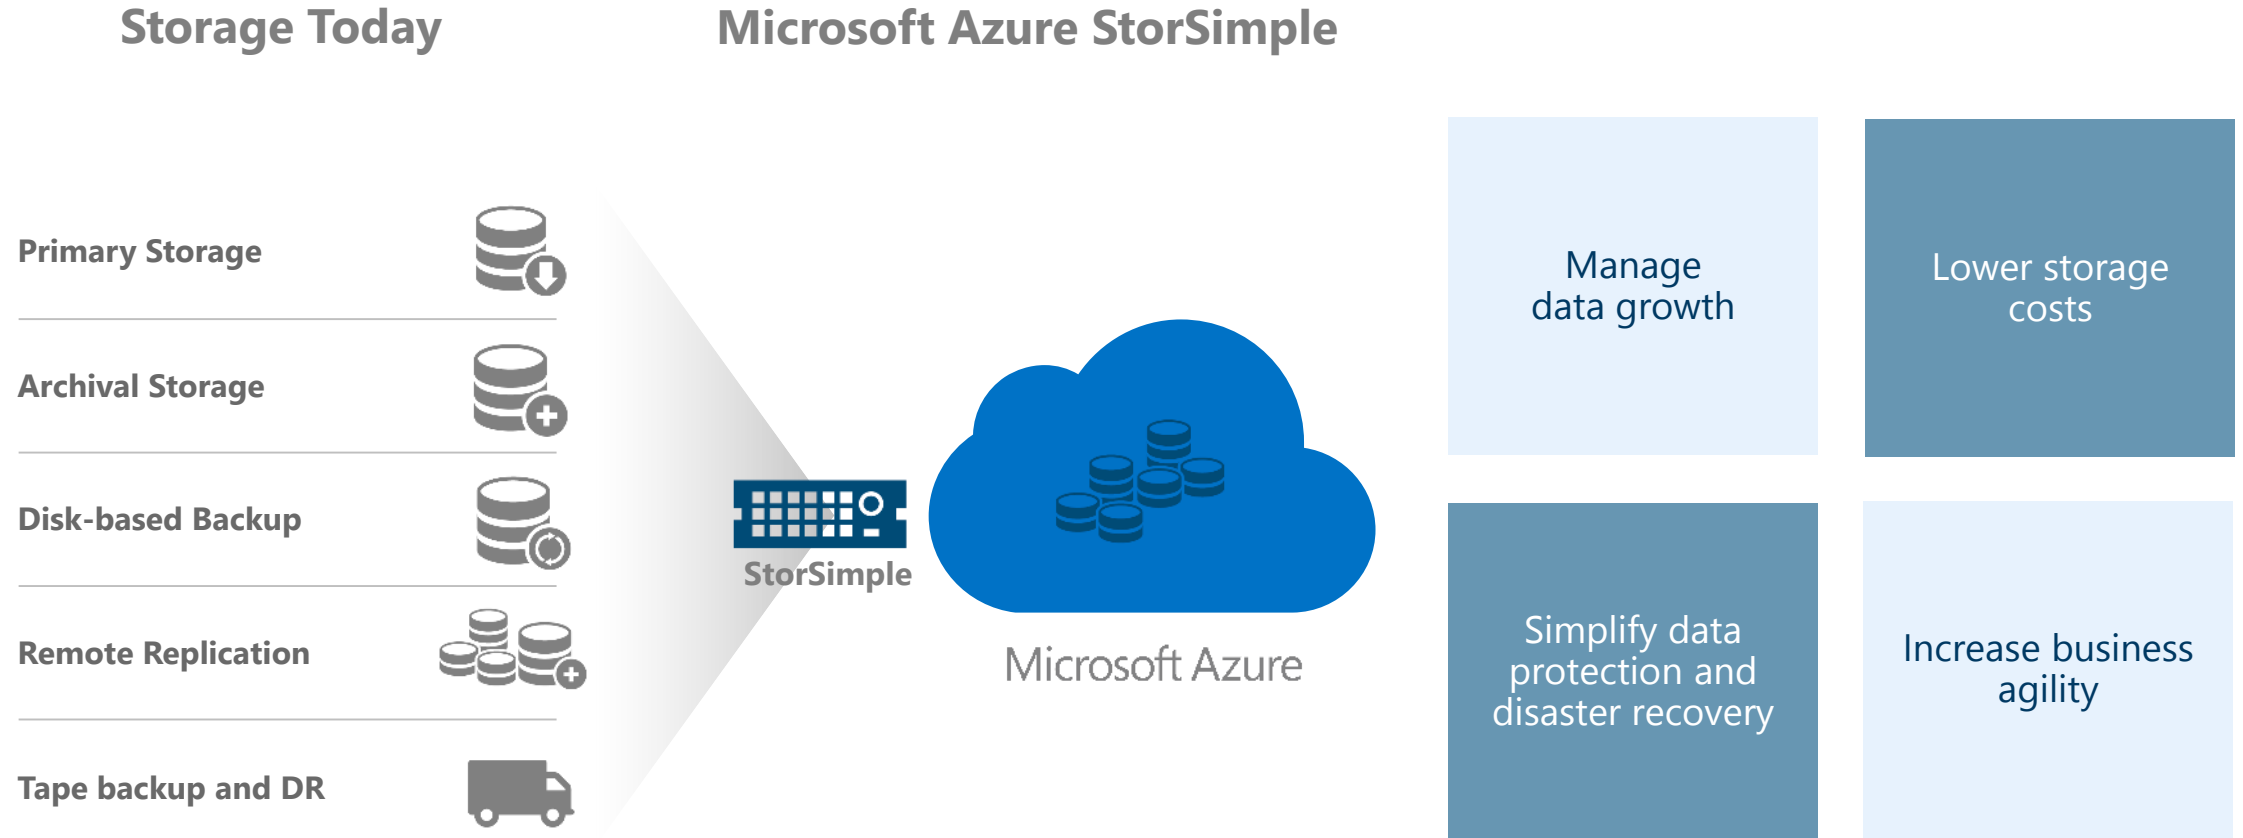 Storage Today
Microsoft Azure StorSimple
Primary Storage
Archival Storage
Disk-based Backup
Remote Replication
Tape backup and DR
StorSimple
Microsoft Azure
Manage
data growth
Lower storage
costs
Simplify data
protection and
disaster recovery
Increase business
agility